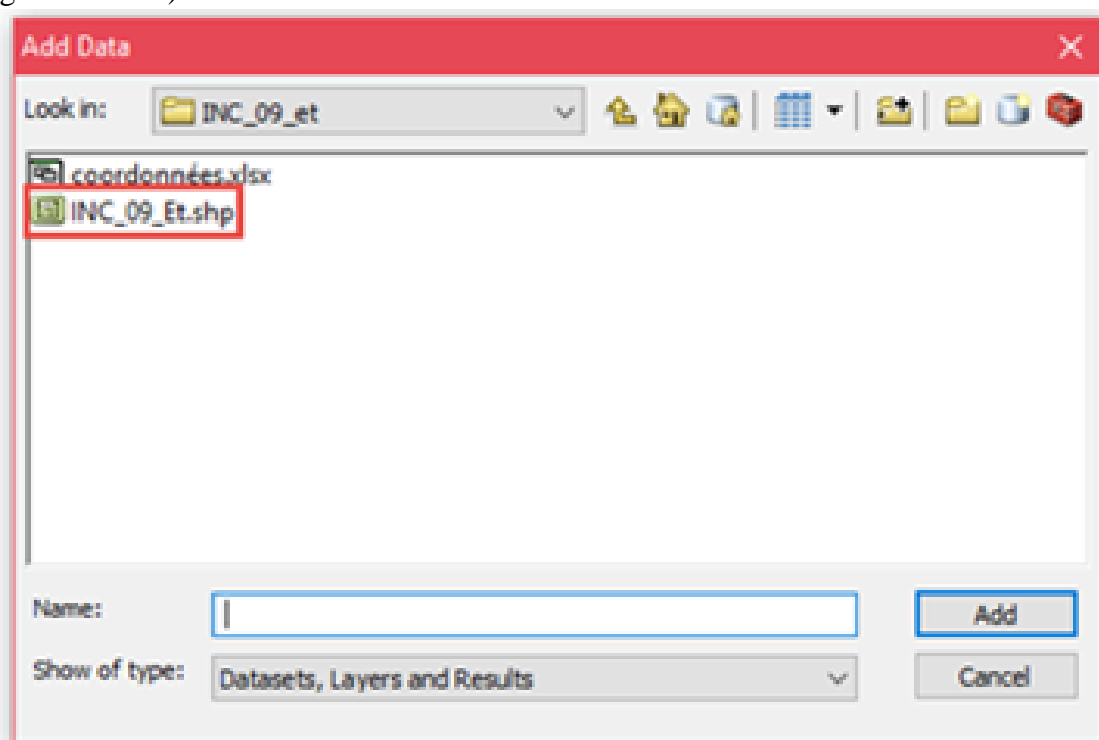 Add Data
Look in: INC_09_et
coordonnées.xlsx
INC_09_Et.shp
Name:
Add
Show of type: Datasets, Layers and Results
Cancel